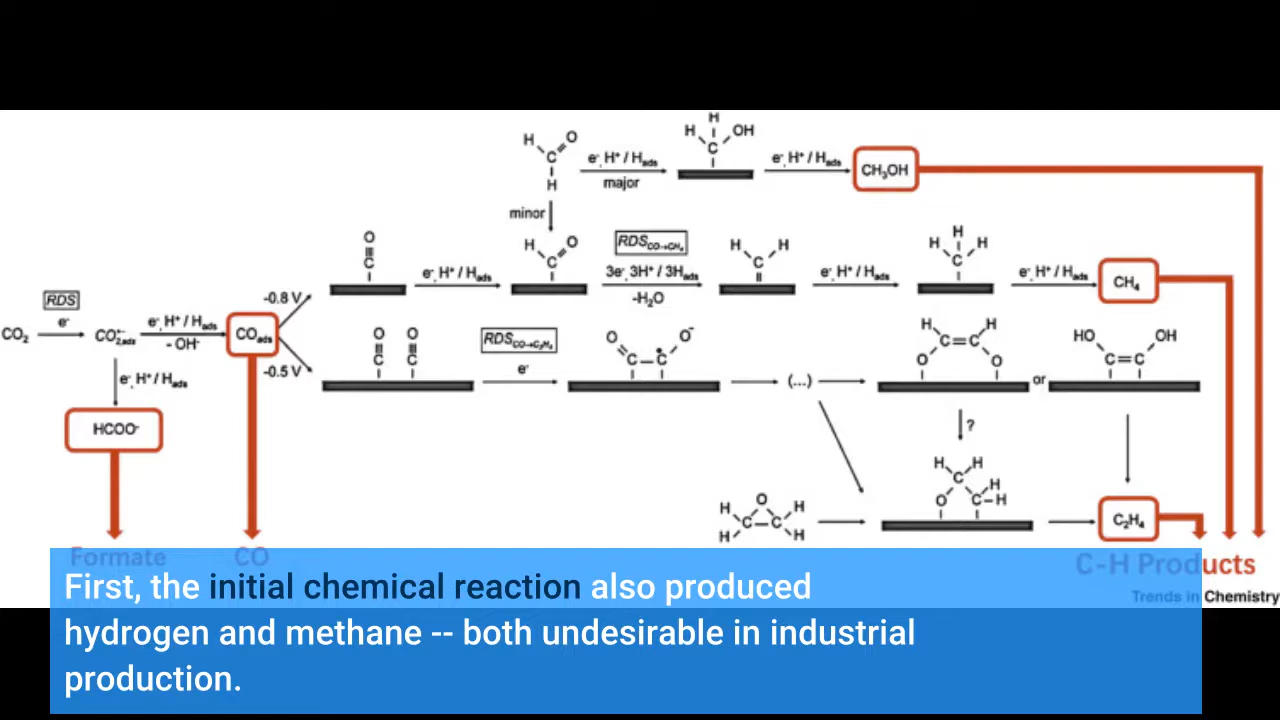 H
H O H OH
C C
H
e⁻, H⁺ / H_ads
major
e⁻, H⁺ / H_ads
CH₃OH
minor
O
C
H O
C
RDS_CO→CH₄
H H
C
H
H H
C
e⁻, H⁺ / H_ads
3e⁻, 3H⁺ / 3H_ads
-H₂O
e⁻, H⁺ / H_ads
e⁻, H⁺ / H_ads
CH₄
RDS
e⁻
CO₂
CO₂,ads•−
e⁻, H⁺ / H_ads
- OH⁻
CO_ads
-0.8 V
-0.5 V
O O
C C
RDS_CO→C₂H₄
e⁻
O O⁻
C–C
(...)
H H
C=C
O O
or
HO OH
C=C
e⁻, H⁺ / H_ads
HCOO⁻
?
H H
C H
O C–H
O
H H
C–C
H H
C₂H₄
Formate
CO
C-H Products
Trends in Chemistry
First, the initial chemical reaction also produced
hydrogen and methane -- both undesirable in industrial
production.